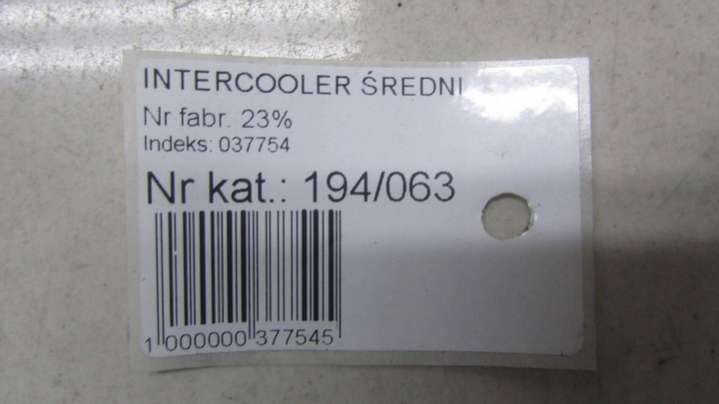 INTERCOOLER ŚREDNI
Nr fabr. 23%
Indeks: 037754
Nr kat.: 194/063
1 000000 377545